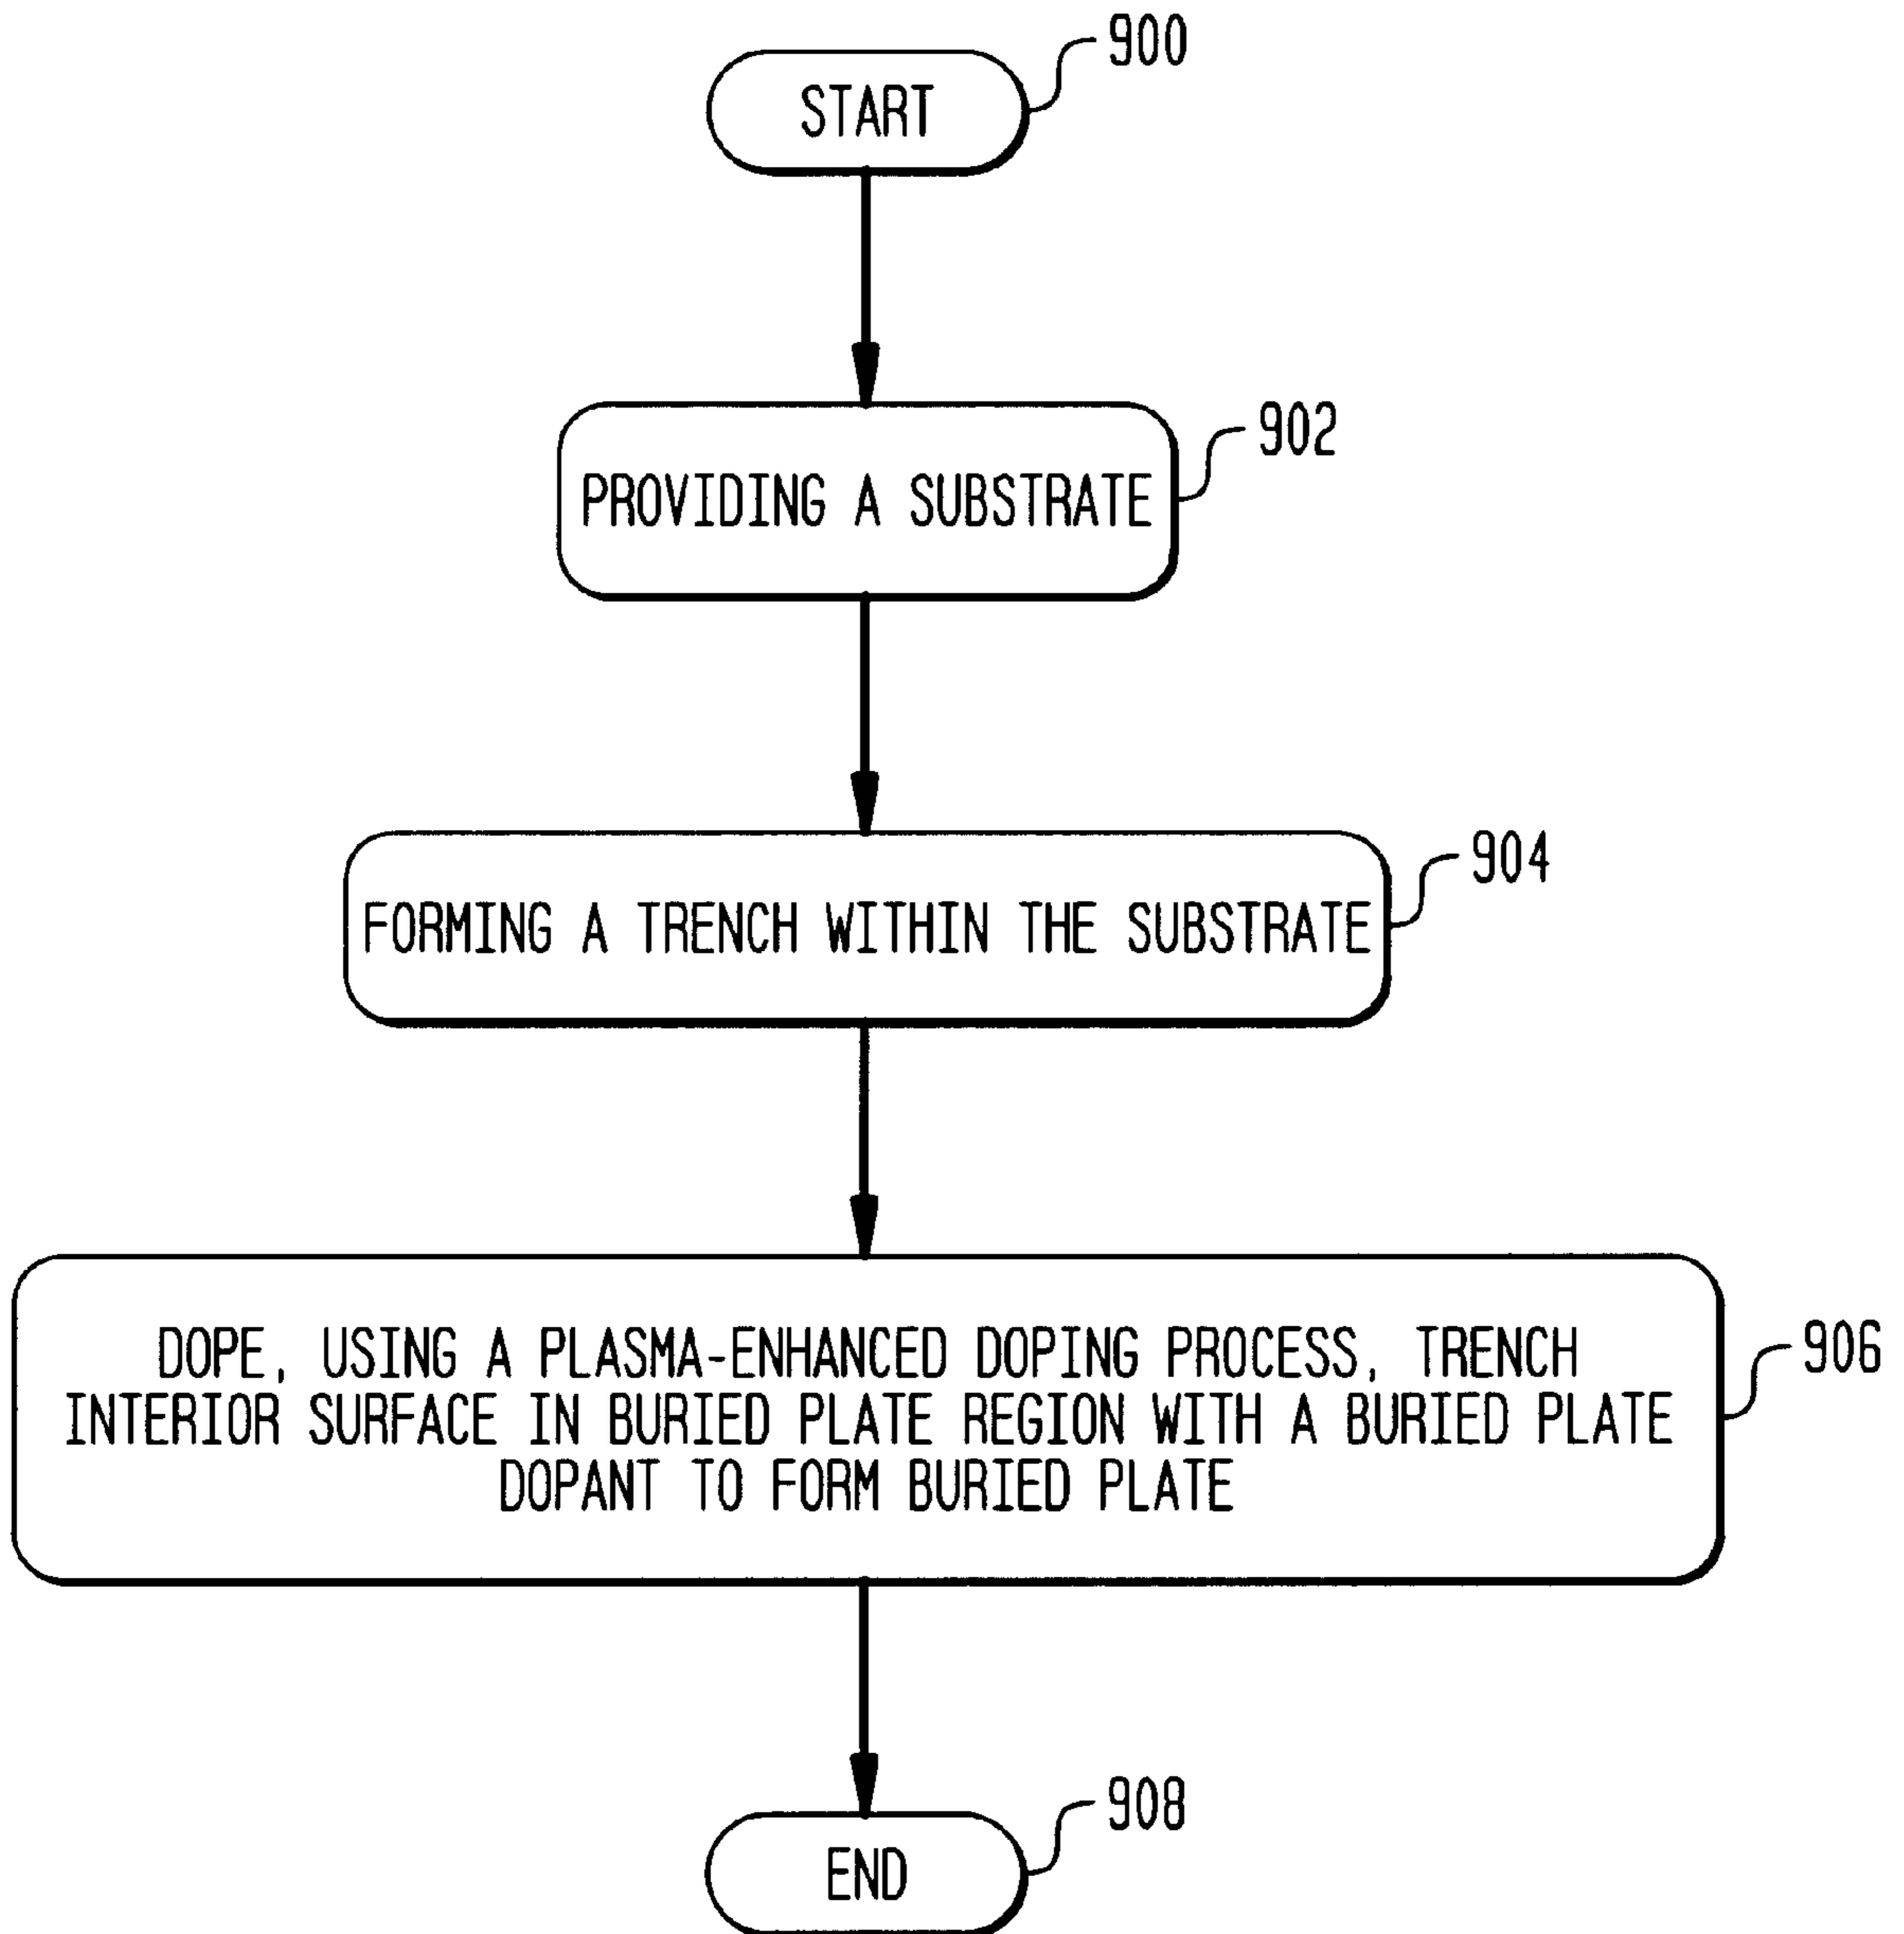 START
900
PROVIDING A SUBSTRATE
902
FORMING A TRENCH WITHIN THE SUBSTRATE
904
DOPE, USING A PLASMA-ENHANCED DOPING PROCESS, TRENCH
INTERIOR SURFACE IN BURIED PLATE REGION WITH A BURIED PLATE
DOPANT TO FORM BURIED PLATE
906
END
908